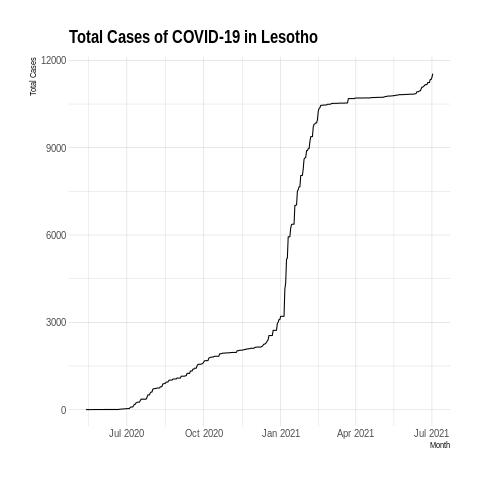 Total Cases of COVID-19 in Lesotho
Total Cases
12000
9000
6000
3000
0
Jul 2020 Oct 2020 Jan 2021 Apr 2021 Jul 2021
Month